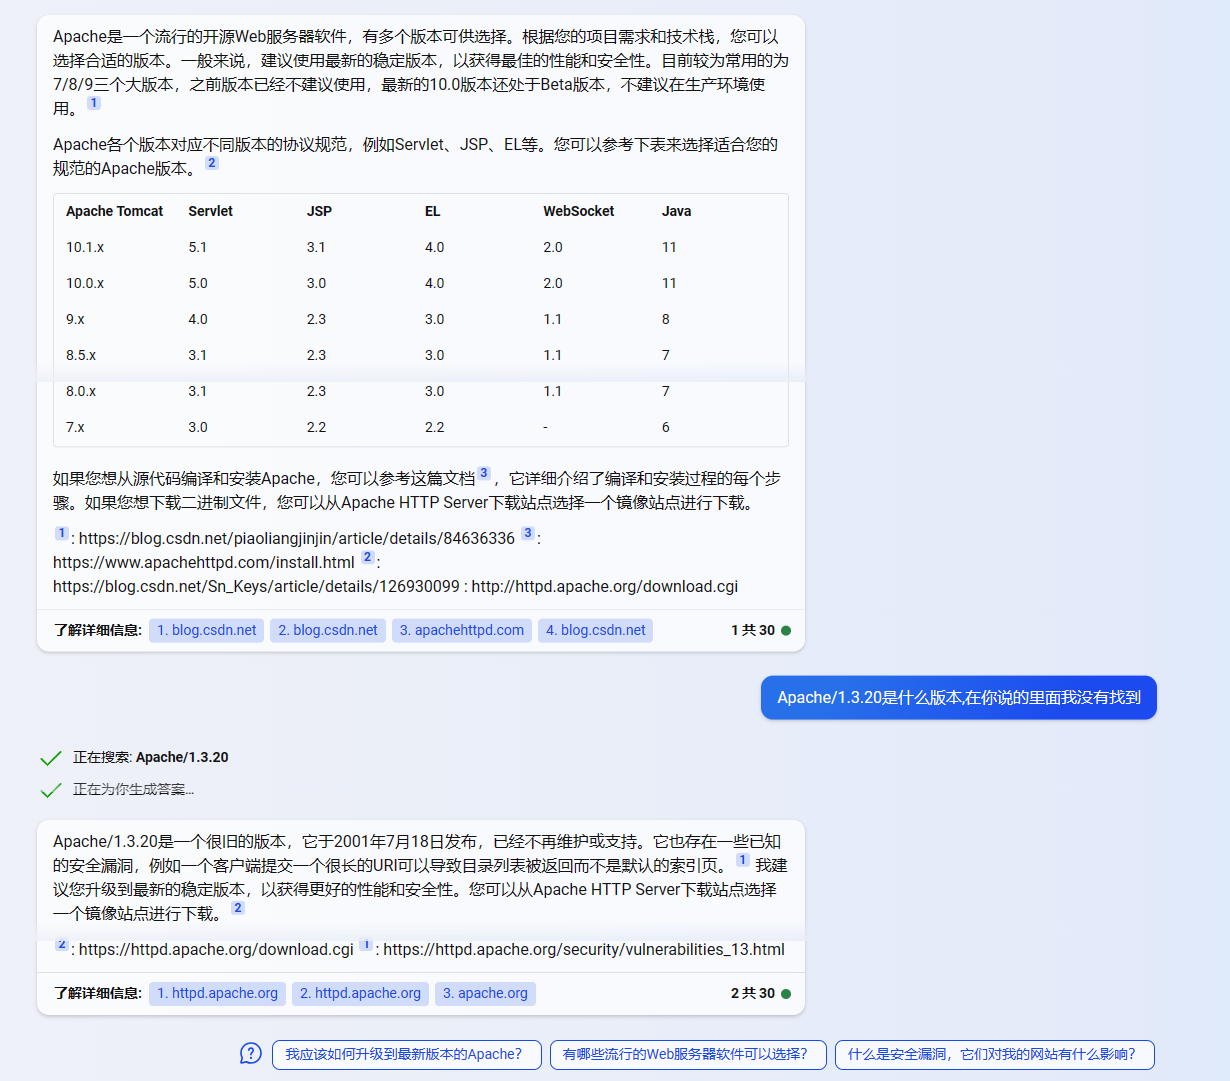 Apache是一个流行的开源Web服务器软件，有多个版本可供选择。根据您的项目需求和技术栈，您可以
选择合适的版本。一般来说，建议使用最新的稳定版本，以获得最佳的性能和安全性。目前较为常用的为
7/8/9三个大版本，之前版本已经不建议使用，最新的10.0版本还处于Beta版本，不建议在生产环境使
用。 1
Apache各个版本对应不同版本的协议规范，例如Servlet、JSP、EL等。您可以参考下表来选择适合您的
规范的Apache版本。 2
Apache Tomcat Servlet JSP EL WebSocket Java
10.1.x 5.1 3.1 4.0 2.0 11
10.0.x 5.0 3.0 4.0 2.0 11
9.x 4.0 2.3 3.0 1.1 8
8.5.x 3.1 2.3 3.0 1.1 7
8.0.x 3.1 2.3 3.0 1.1 7
7.x 3.0 2.2 2.2 - 6
如果您想从源代码编译和安装Apache，您可以参考这篇文档 3 ，它详细介绍了编译和安装过程的每个步
骤。如果您想下载二进制文件，您可以从Apache HTTP Server下载站点选择一个镜像站点进行下载。
1 : https://blog.csdn.net/piaoliangjinjin/article/details/84636336 3 :
https://www.apachehttpd.com/install.html 2 :
https://blog.csdn.net/Sn_Keys/article/details/126930099 : http://httpd.apache.org/download.cgi
了解详细信息: 1. blog.csdn.net 2. blog.csdn.net 3. apachehttpd.com 4. blog.csdn.net 1 共 30
Apache/1.3.20是什么版本,在你说的里面我没有找到
正在搜索: Apache/1.3.20
正在为你生成答案...
Apache/1.3.20是一个很旧的版本，它于2001年7月18日发布，已经不再维护或支持。它也存在一些已知
的安全漏洞，例如一个客户端提交一个很长的URI可以导致目录列表被返回而不是默认的索引页。 1 我建
议您升级到最新的稳定版本，以获得更好的性能和安全性。您可以从Apache HTTP Server下载站点选择
一个镜像站点进行下载。 2
2 : https://httpd.apache.org/download.cgi 1 : https://httpd.apache.org/security/vulnerabilities_13.html
了解详细信息: 1. httpd.apache.org 2. httpd.apache.org 3. apache.org 2 共 30
我应该如何升级到最新版本的Apache？ 有哪些流行的Web服务器软件可以选择？ 什么是安全漏洞，它们对我的网站有什么影响？